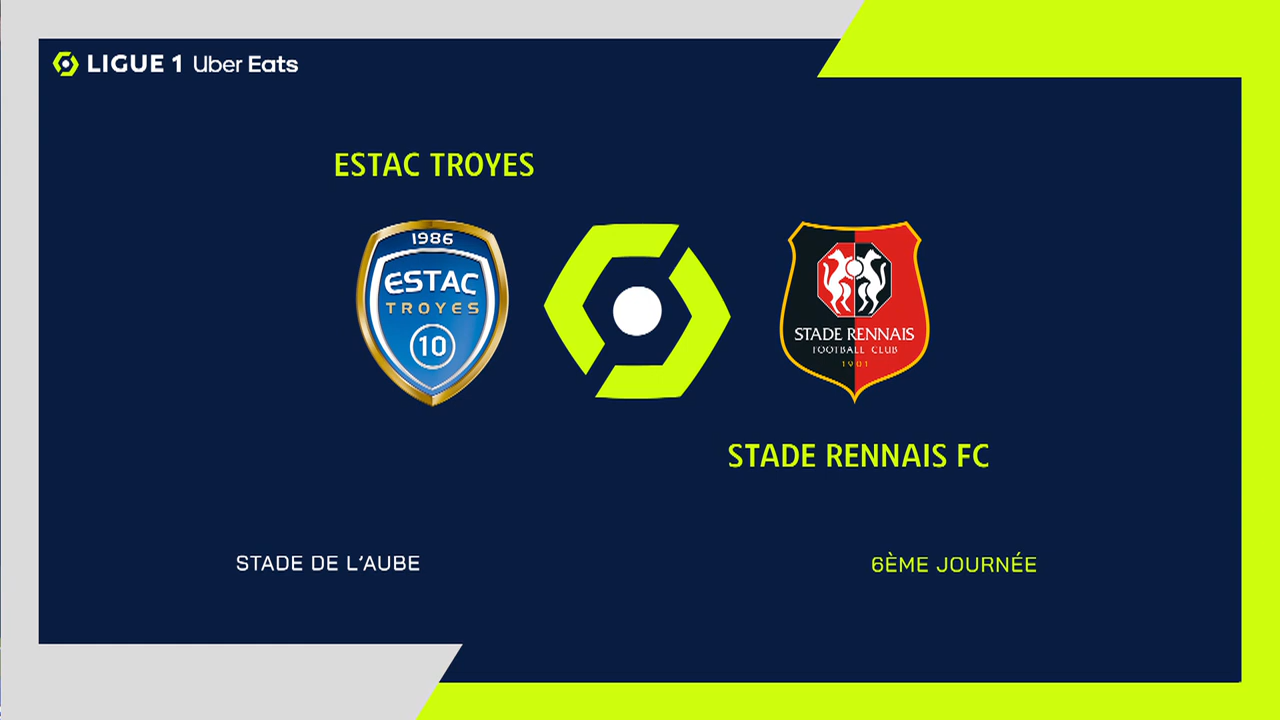 LIGUE 1 Uber Eats
ESTAC TROYES
1986
ESTAC
TROYES
10
STADE RENNAIS
FOOTBALL CLUB
1901
STADE RENNAIS FC
STADE DE L'AUBE
6ÈME JOURNÉE